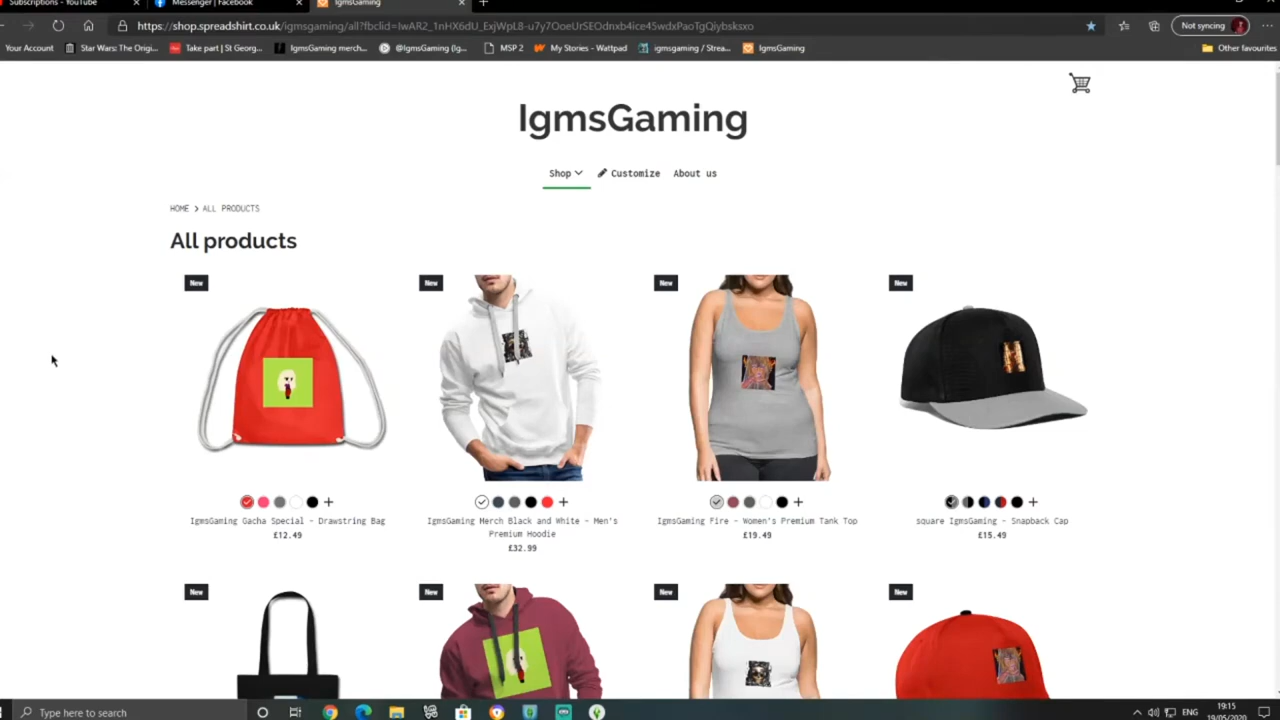 Subscriptions - YouTube
Messenger | Facebook
IgmsGaming
https://shop.spreadshirt.co.uk/igmsgaming/all?fbclid=IwAR2_1nHX6dU_ExjWpL8-u7y7OoeUrSEOdnxb4ice45wdxPaoTgQiybsksxo
Not syncing
Your Account
Star Wars: The Origi...
Take part | St Georg...
IgmsGaming merch...
@IgmsGaming (Ig...
MSP 2
My Stories - Wattpad
igmsgaming / Strea...
IgmsGaming
Other favourites
IgmsGaming
Shop
Customize
About us
HOME > ALL PRODUCTS
All products
New
New
New
New
IgmsGaming Gacha Special - Drawstring Bag
£12.49
IgmsGaming Merch Black and White - Men's
Premium Hoodie
£32.99
IgmsGaming Fire - Women's Premium Tank Top
£19.49
square IgmsGaming - Snapback Cap
£15.49
New
New
New
New
Type here to search
ENG
19:15
19/05/2020